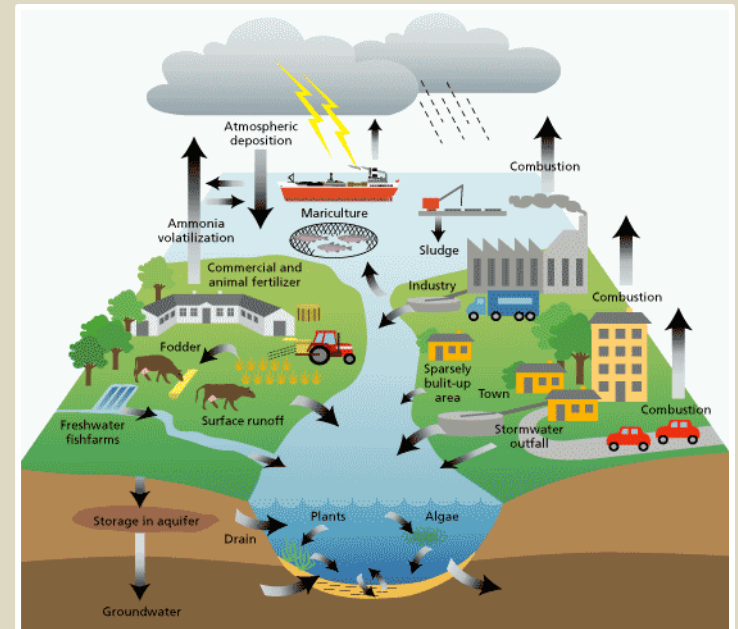 Atmospheric
deposition
Combustion
Mariculture
Ammonia
volatilization
Sludge
Commercial and
animal fertilizer
Industry
Combustion
Fodder
Sparsely
bulit-up
area
Town
Combustion
Freshwater
fishfarms
Surface runoff
Stormwater
outfall
Storage in aquifer
Plants
Algae
Drain
Groundwater